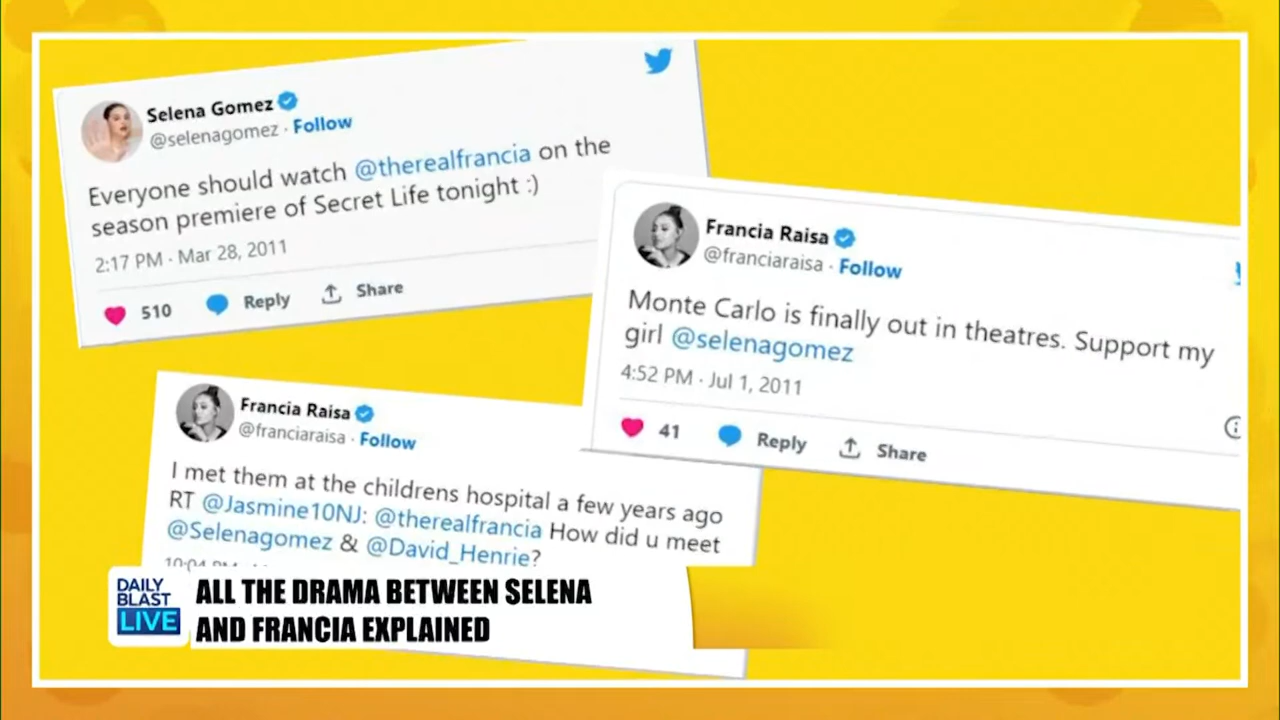 Selena Gomez
@selenagomez · Follow
Everyone should watch @therealfrancia on the
season premiere of Secret Life tonight :)
2:17 PM · Mar 28, 2011
510 Reply Share
Francia Raisa
@franciaraisa · Follow
Monte Carlo is finally out in theatres. Support my
girl @selenagomez
4:52 PM · Jul 1, 2011
41 Reply Share
Francia Raisa
@franciaraisa · Follow
I met them at the childrens hospital a few years ago
RT @Jasmine10NJ: @therealfrancia How did u meet
@Selenagomez & @David_Henrie?
10:04 PM
DAILY
BLAST
LIVE
ALL THE DRAMA BETWEEN SELENA
AND FRANCIA EXPLAINED